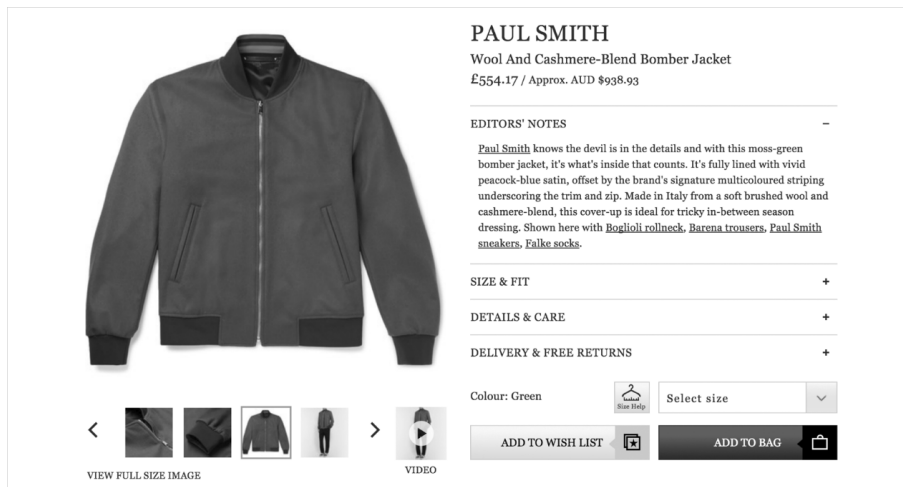 PAUL SMITH
Wool And Cashmere-Blend Bomber Jacket
£554.17 / Approx. AUD $938.93
EDITORS' NOTES −
Paul Smith knows the devil is in the details and with this moss-green
bomber jacket, it's what's inside that counts. It's fully lined with vivid
peacock-blue satin, offset by the brand's signature multicoloured striping
underscoring the trim and zip. Made in Italy from a soft brushed wool and
cashmere-blend, this cover-up is ideal for tricky in-between season
dressing. Shown here with Boglioli rollneck, Barena trousers, Paul Smith
sneakers, Falke socks.
SIZE & FIT +
DETAILS & CARE +
DELIVERY & FREE RETURNS +
Colour: Green
Size Help
Select size
ADD TO WISH LIST
ADD TO BAG
VIDEO
VIEW FULL SIZE IMAGE